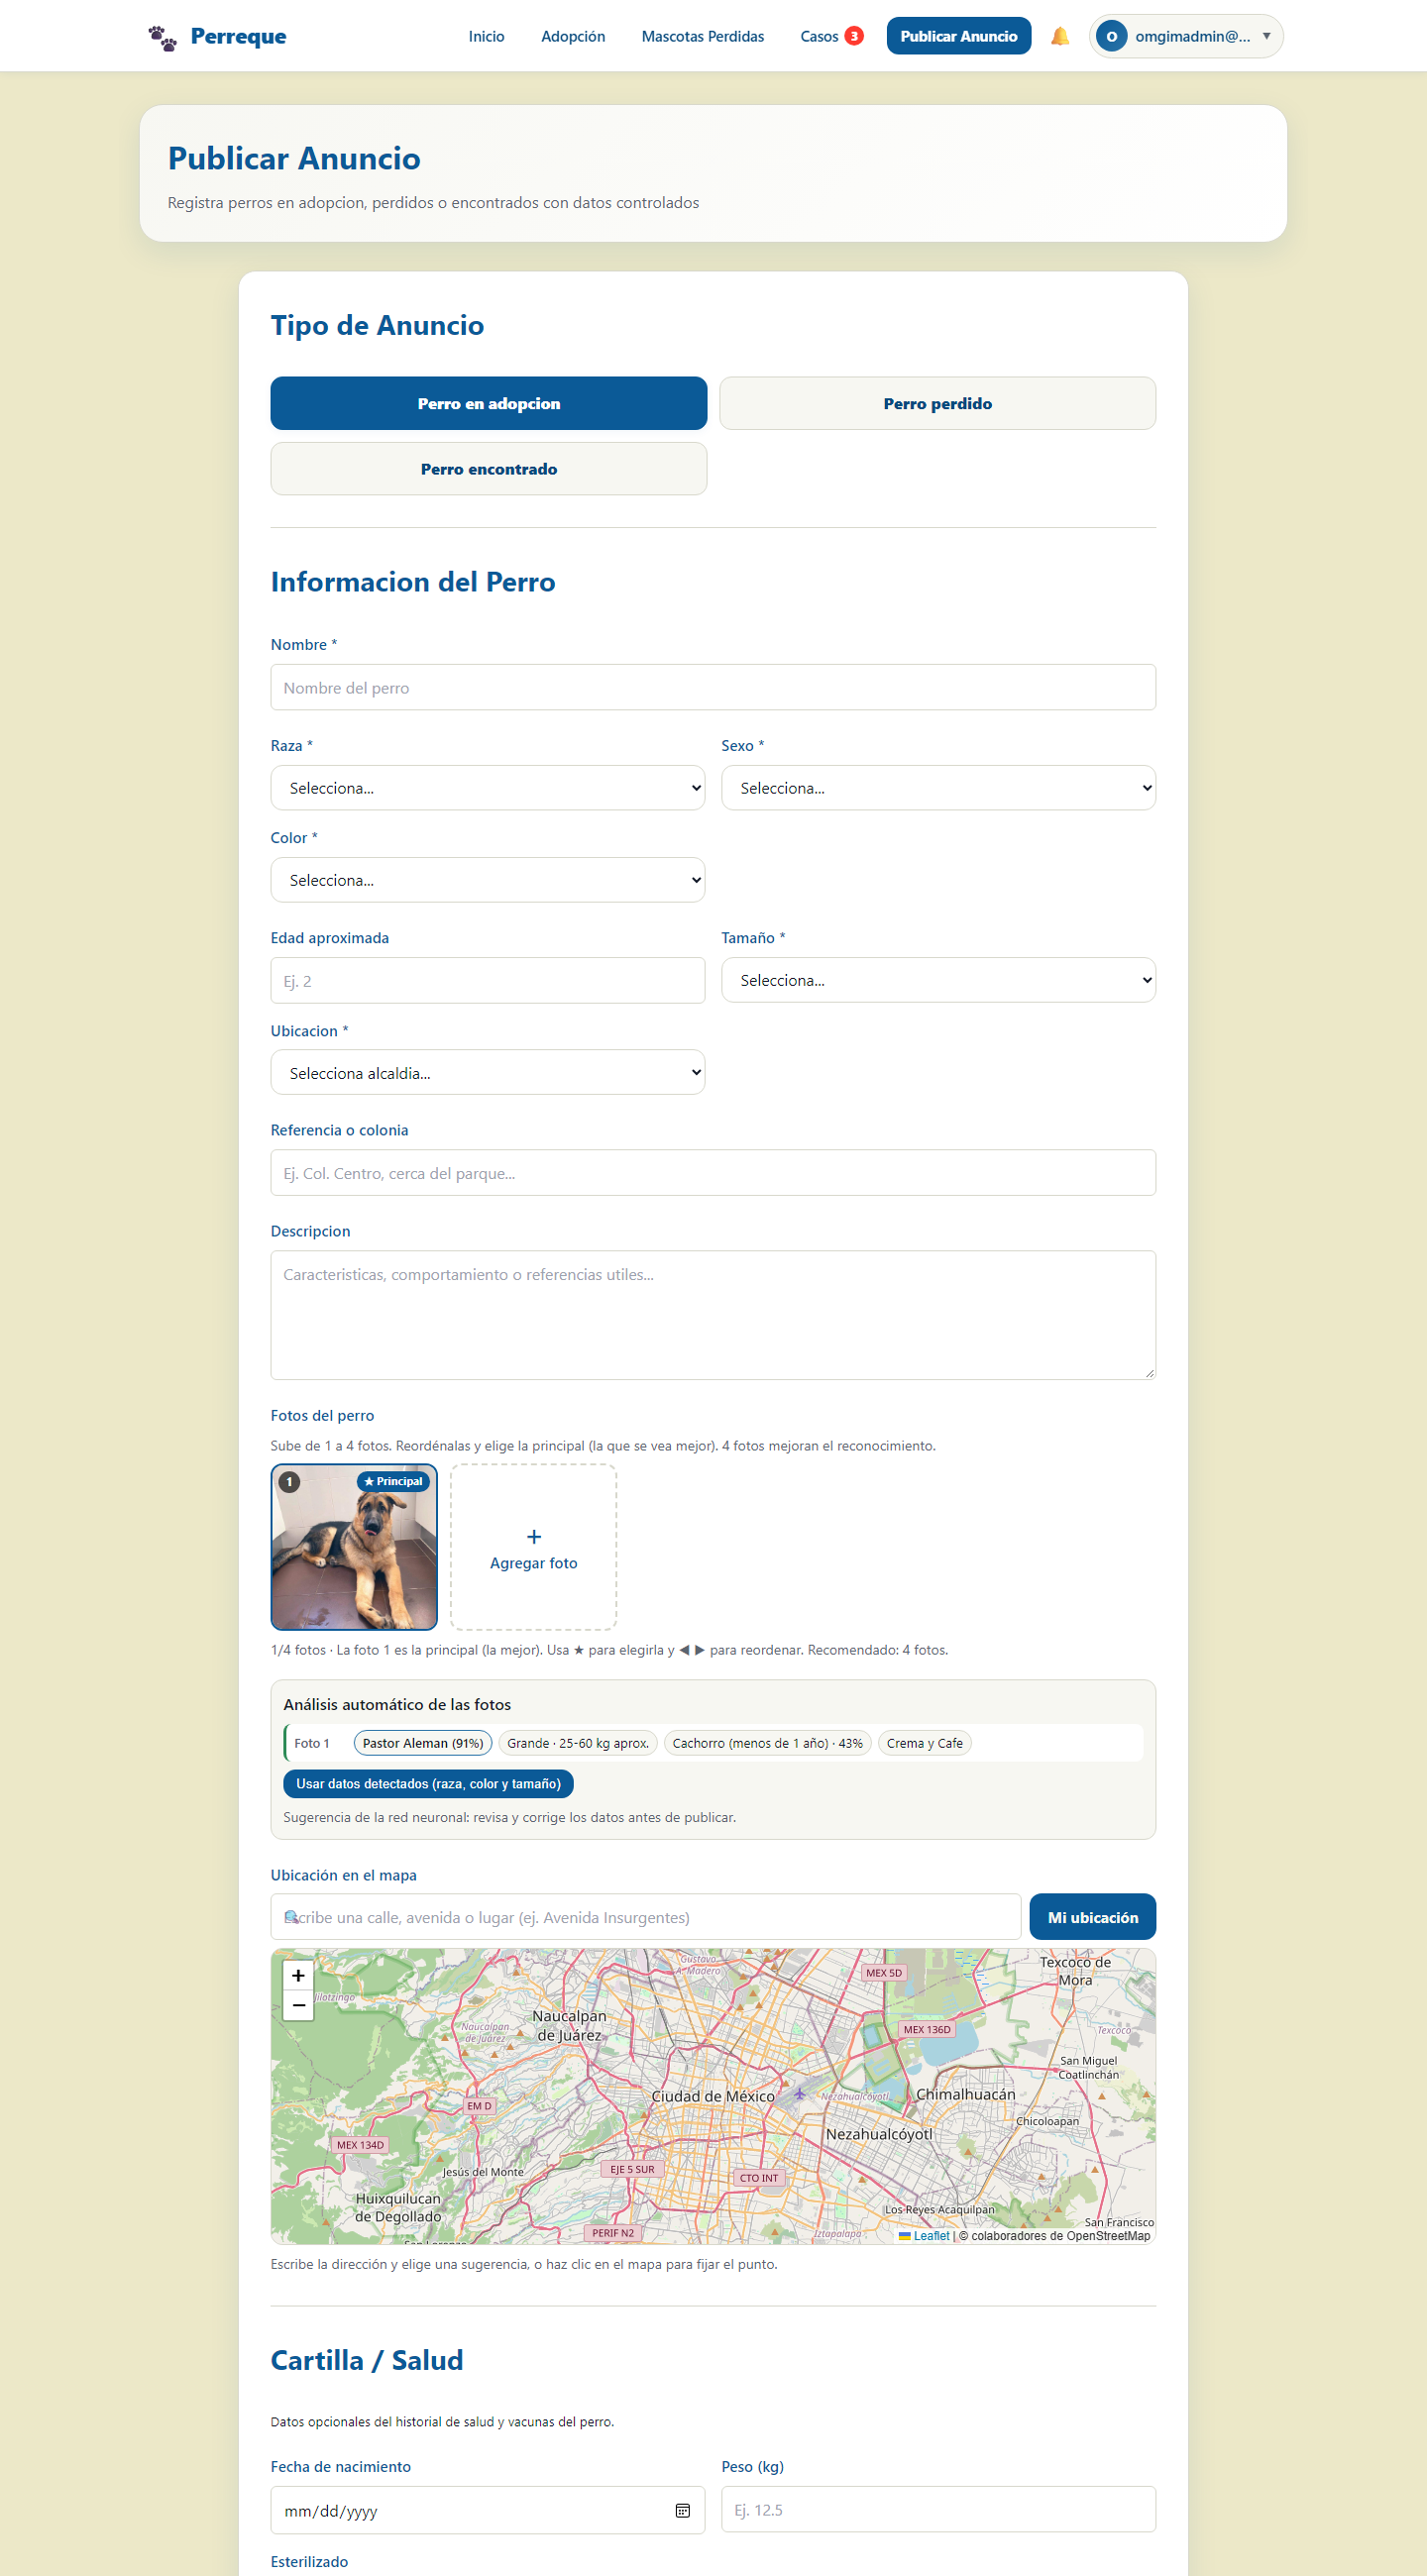 Perreque
Inicio Adopción Mascotas Perdidas Casos 3 Publicar Anuncio O omgimadmin@... ▼
Publicar Anuncio
Registra perros en adopcion, perdidos o encontrados con datos controlados
Tipo de Anuncio
Perro en adopcion Perro perdido
Perro encontrado
Informacion del Perro
Nombre *
Nombre del perro
Raza * Sexo *
Selecciona... Selecciona...
Color *
Selecciona...
Edad aproximada Tamaño *
Ej. 2 Selecciona...
Ubicacion *
Selecciona alcaldia...
Referencia o colonia
Ej. Col. Centro, cerca del parque...
Descripcion
Caracteristicas, comportamiento o referencias utiles...
Fotos del perro
Sube de 1 a 4 fotos. Reordénalas y elige la principal (la que se vea mejor). 4 fotos mejoran el reconocimiento.
1 ★ Principal
+
Agregar foto
1/4 fotos · La foto 1 es la principal (la mejor). Usa ★ para elegirla y ◀ ▶ para reordenar. Recomendado: 4 fotos.
Análisis automático de las fotos
Foto 1 Pastor Aleman (91%) Grande · 25-60 kg aprox. Cachorro (menos de 1 año) · 43% Crema y Cafe
Usar datos detectados (raza, color y tamaño)
Sugerencia de la red neuronal: revisa y corrige los datos antes de publicar.
Ubicación en el mapa
Escribe una calle, avenida o lugar (ej. Avenida Insurgentes) Mi ubicación
+
−
Gustavo
A. Madero
MEX 5D
Texcoco de
Mora
Naucalpan
de Juárez
Naucalpan
de Juárez
MEX 136D
Texcoco
San Miguel
Coatlinchán
Ciudad de México
Nezahualcóyotl
Chimalhuacán
EM D
Chicoloapan
Nezahualcóyotl
MEX 134D
Jesús del Monte
EJE 5 SUR
CTO INT
Huixquilucan
de Degollado
Los Reyes Acaquilpan
San Francisco
PERIF N2
Iztapalapa
Leaflet | © colaboradores de OpenStreetMap
Escribe la dirección y elige una sugerencia, o haz clic en el mapa para fijar el punto.
Cartilla / Salud
Datos opcionales del historial de salud y vacunas del perro.
Fecha de nacimiento Peso (kg)
mm/dd/yyyy Ej. 12.5
Esterilizado